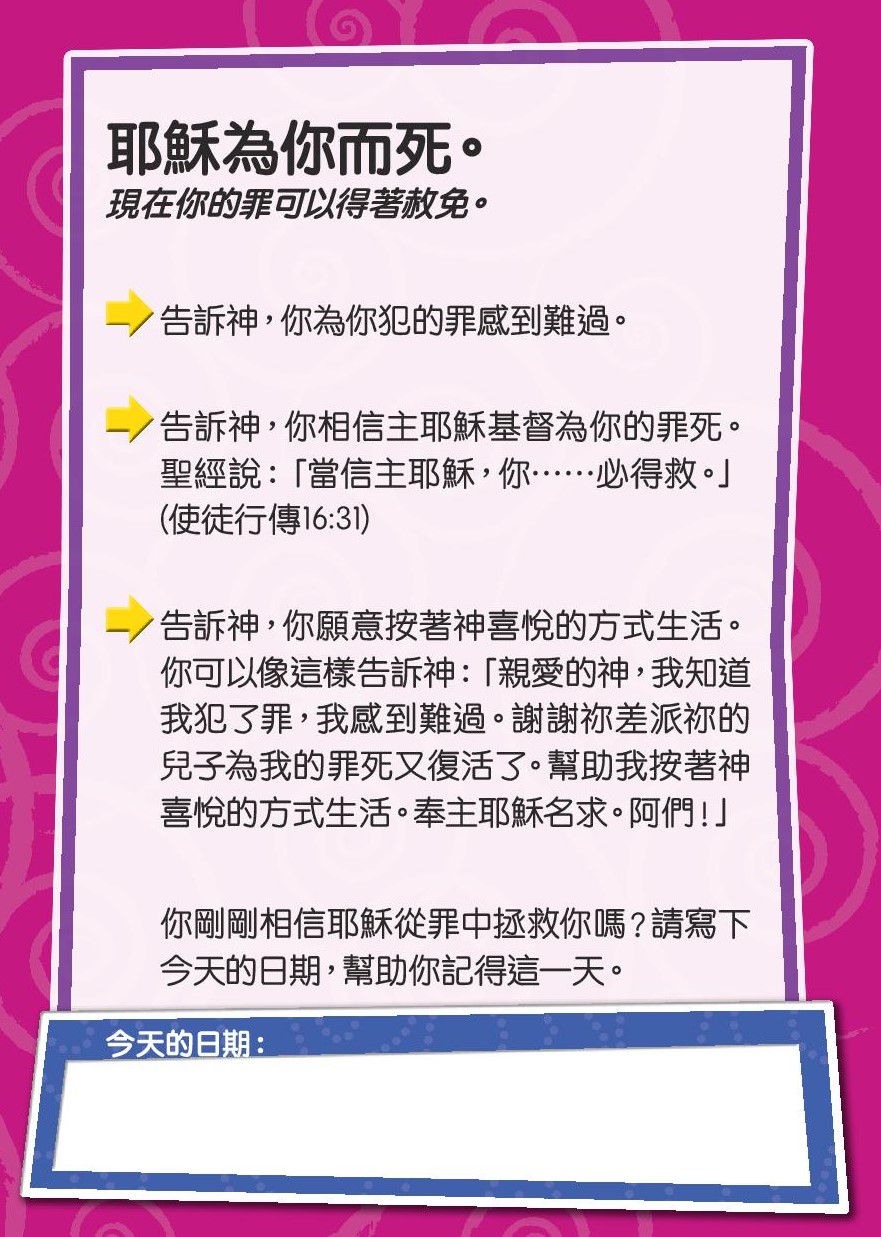 耶穌為你而死。
現在你的罪可以得著赦免。
告訴神，你為你犯的罪感到難過。
告訴神，你相信主耶穌基督為你的罪死。
聖經說：「當信主耶穌，你⋯⋯必得救。」
(使徒行傳16:31)
告訴神，你願意按著神喜悅的方式生活。
你可以像這樣告訴神：「親愛的神，我知道
我犯了罪，我感到難過。謝謝祢差派祢的
兒子為我的罪死又復活了。幫助我按著神
喜悅的方式生活。奉主耶穌名求。阿們！」
你剛剛相信耶穌從罪中拯救你嗎？請寫下
今天的日期，幫助你記得這一天。
今天的日期：